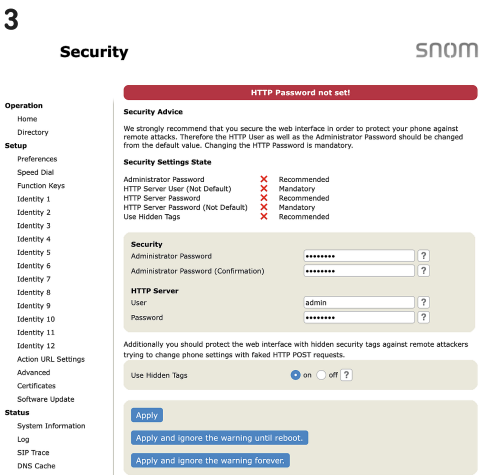 3
Security
snom
HTTP Password not set!
Operation
Home
Directory
Setup
Preferences
Speed Dial
Function Keys
Identity 1
Identity 2
Identity 3
Identity 4
Identity 5
Identity 6
Identity 7
Identity 8
Identity 9
Identity 10
Identity 11
Identity 12
Action URL Settings
Advanced
Certificates
Software Update
Status
System Information
Log
SIP Trace
DNS Cache
Security Advice
We strongly recommend that you secure the web interface in order to protect your phone against
remote attacks. Therefore the HTTP User as well as the Administrator Password should be changed
from the default value. Changing the HTTP Password is mandatory.
Security Settings State
Administrator Password ✕ Recommended
HTTP Server User (Not Default) ✕ Mandatory
HTTP Server Password ✕ Recommended
HTTP Server Password (Not Default) ✕ Mandatory
Use Hidden Tags ✕ Recommended
Security
Administrator Password •••••••• ?
Administrator Password (Confirmation) •••••••• ?
HTTP Server
User admin ?
Password •••••••• ?
Additionally you should protect the web interface with hidden security tags against remote attackers
trying to change phone settings with faked HTTP POST requests.
Use Hidden Tags on off ?
Apply
Apply and ignore the warning until reboot.
Apply and ignore the warning forever.